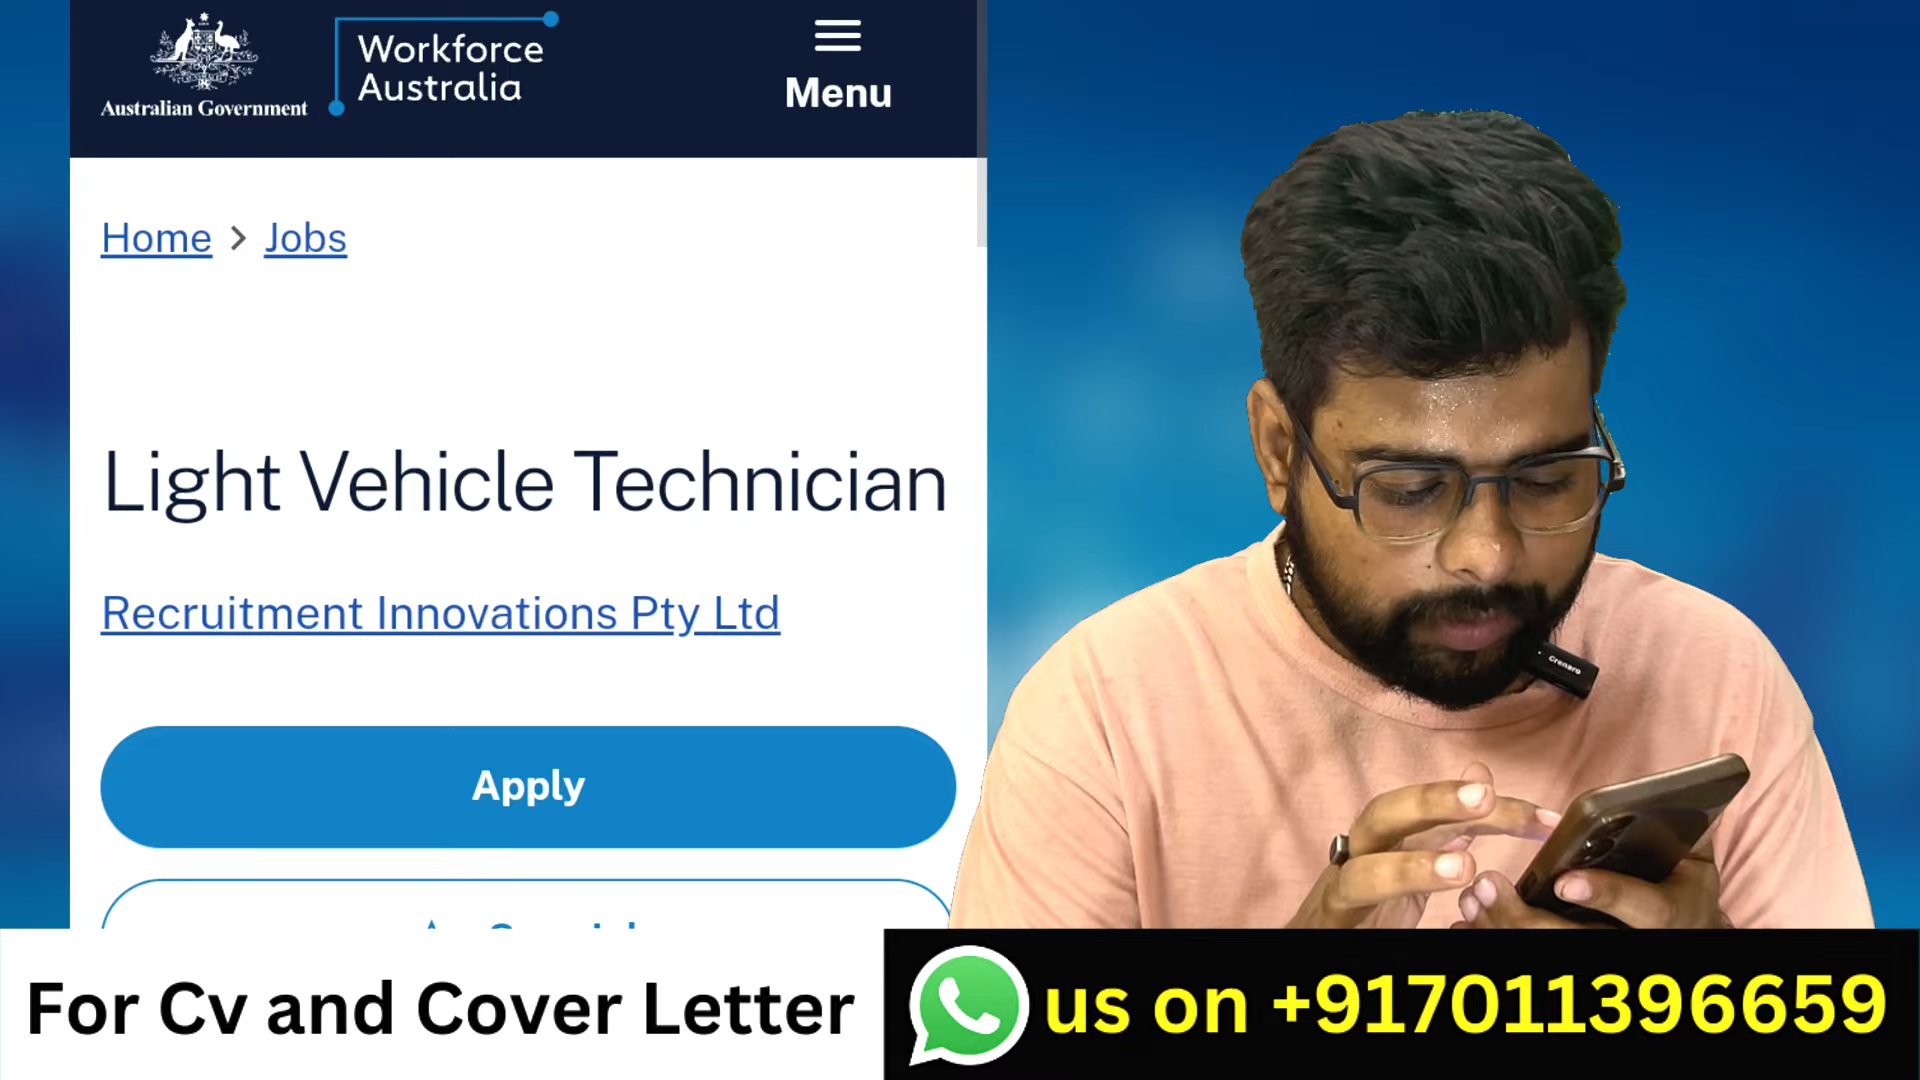 Australian Government
Workforce
Australia
Menu
Home > Jobs
Light Vehicle Technician
Recruitment Innovations Pty Ltd
Apply
Crenaro
For Cv and Cover Letter
us on +917011396659